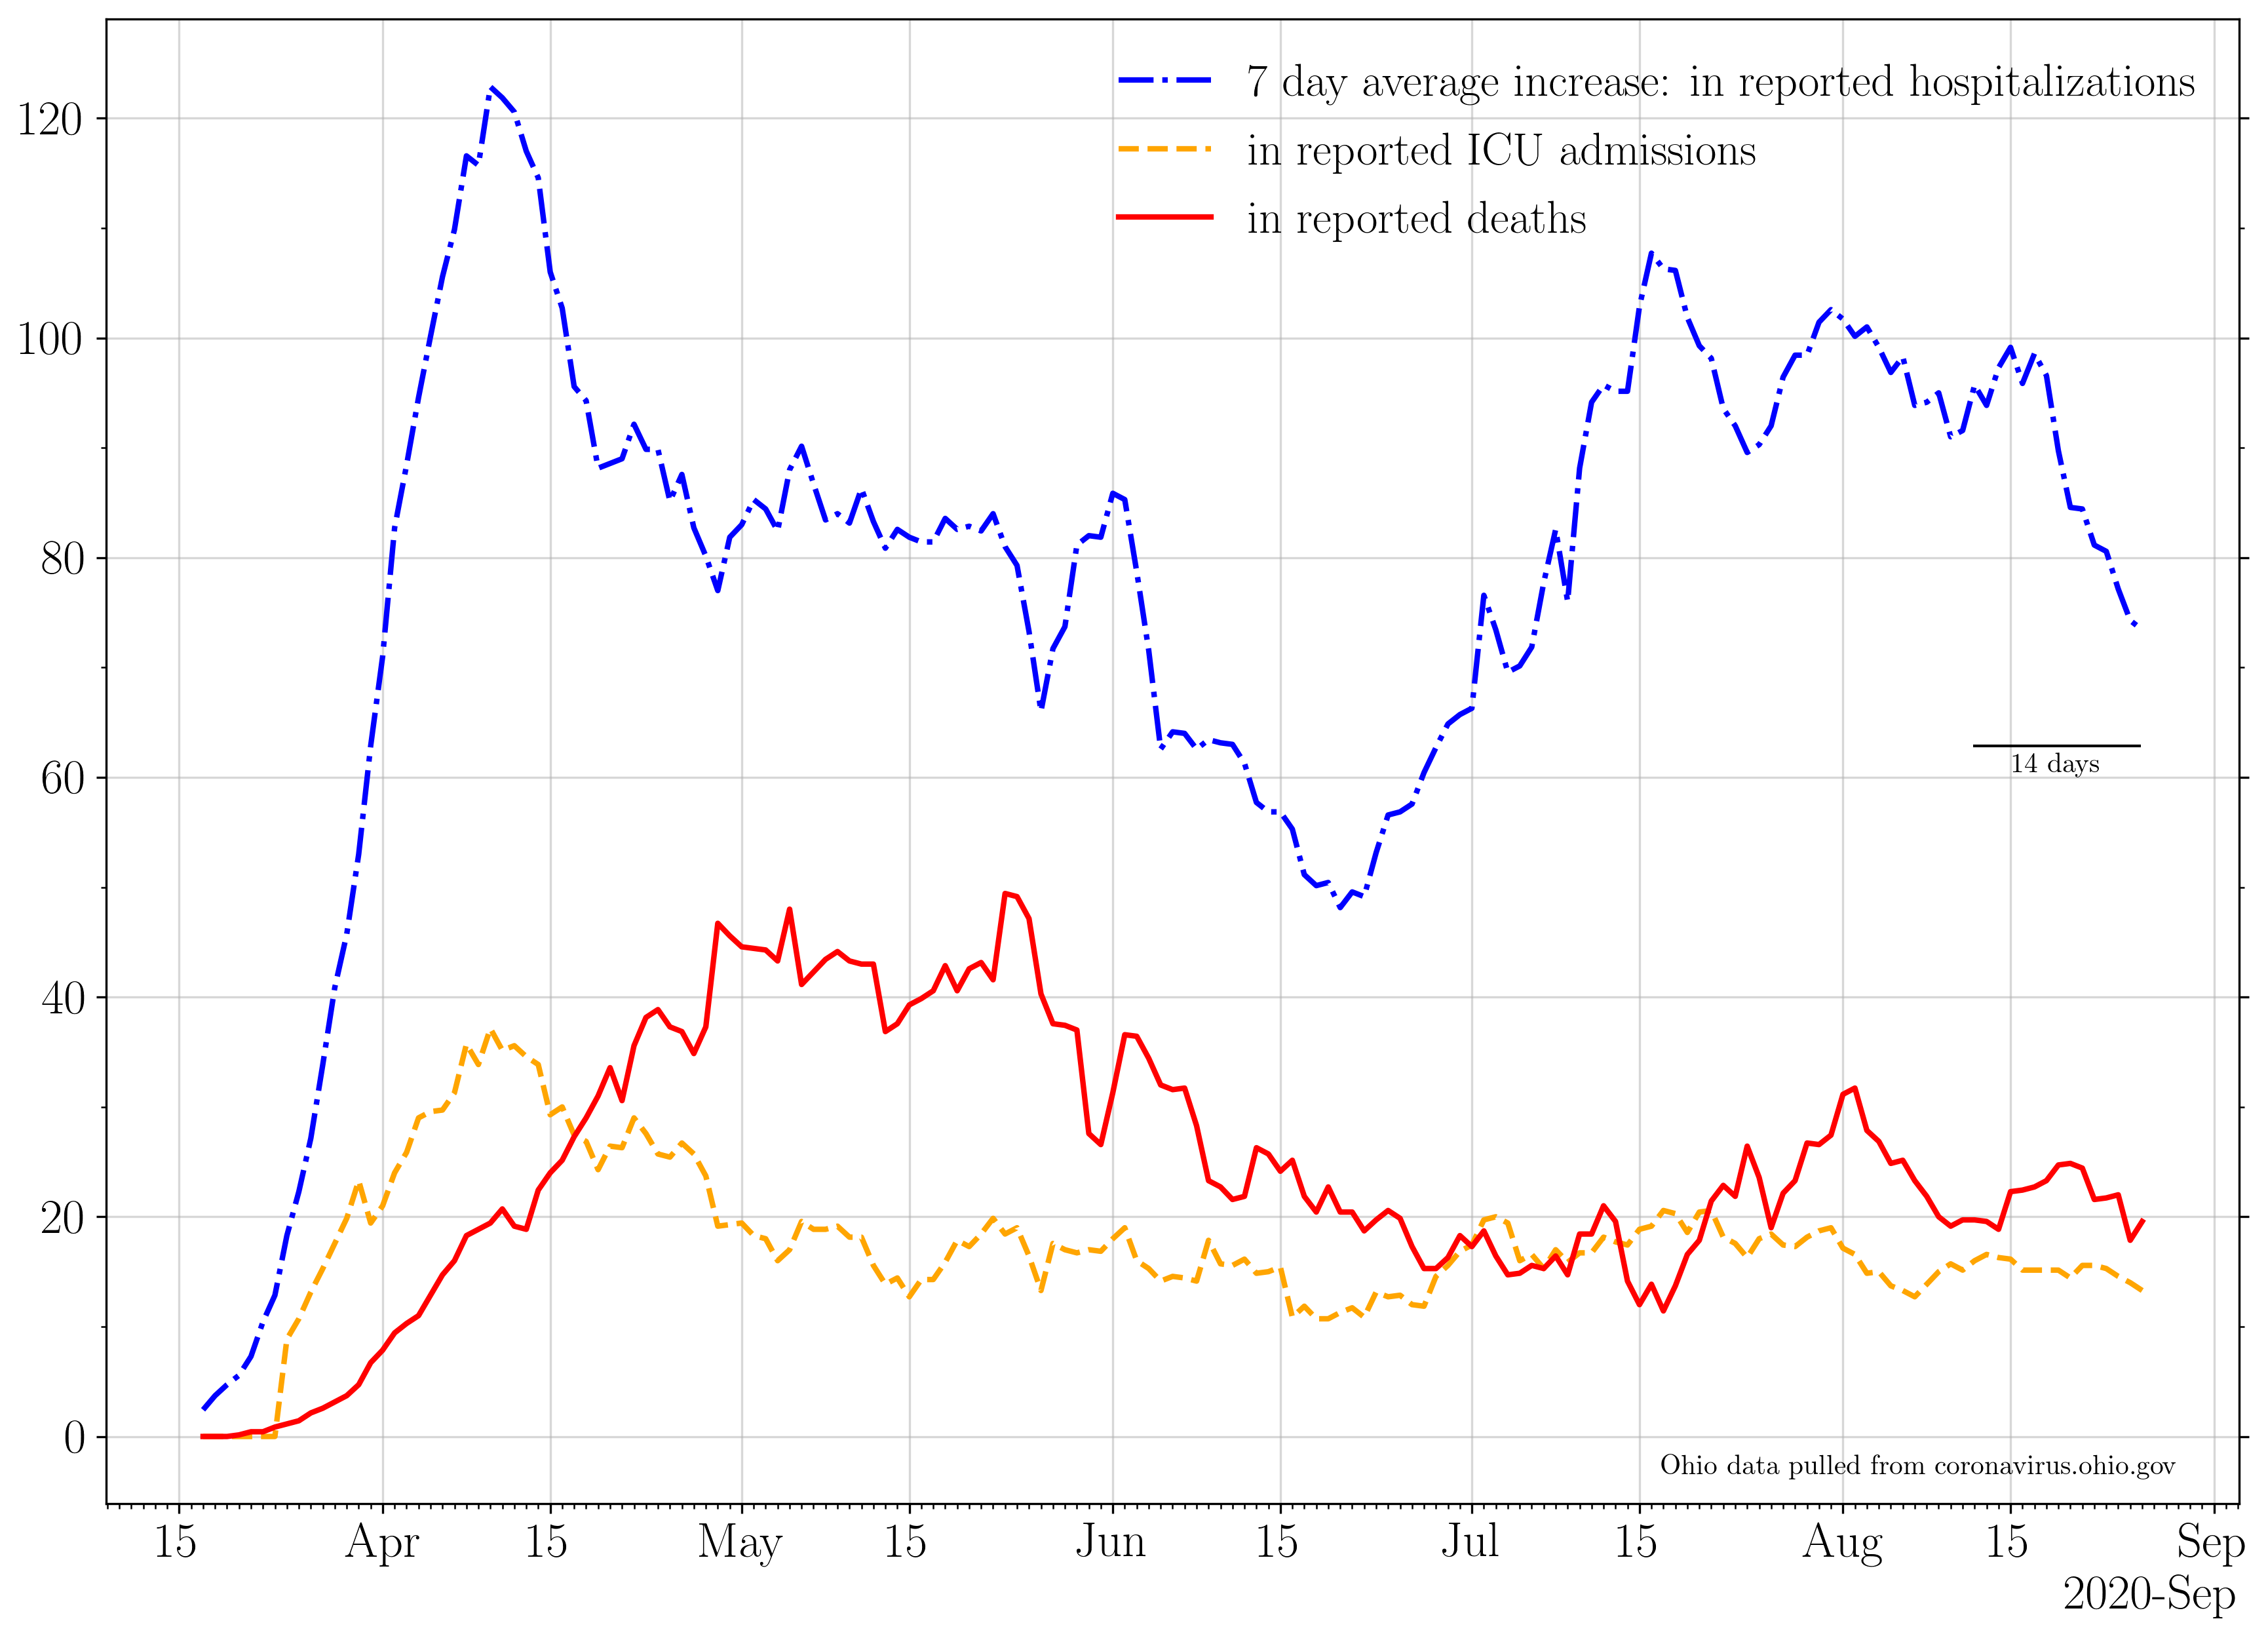 7 day average increase: in reported hospitalizations
in reported ICU admissions
in reported deaths
120
100
80
60
40
20
0
14 days
Ohio data pulled from coronavirus.ohio.gov
15 Apr 15 May 15 Jun 15 Jul 15 Aug 15 Sep
2020-Sep